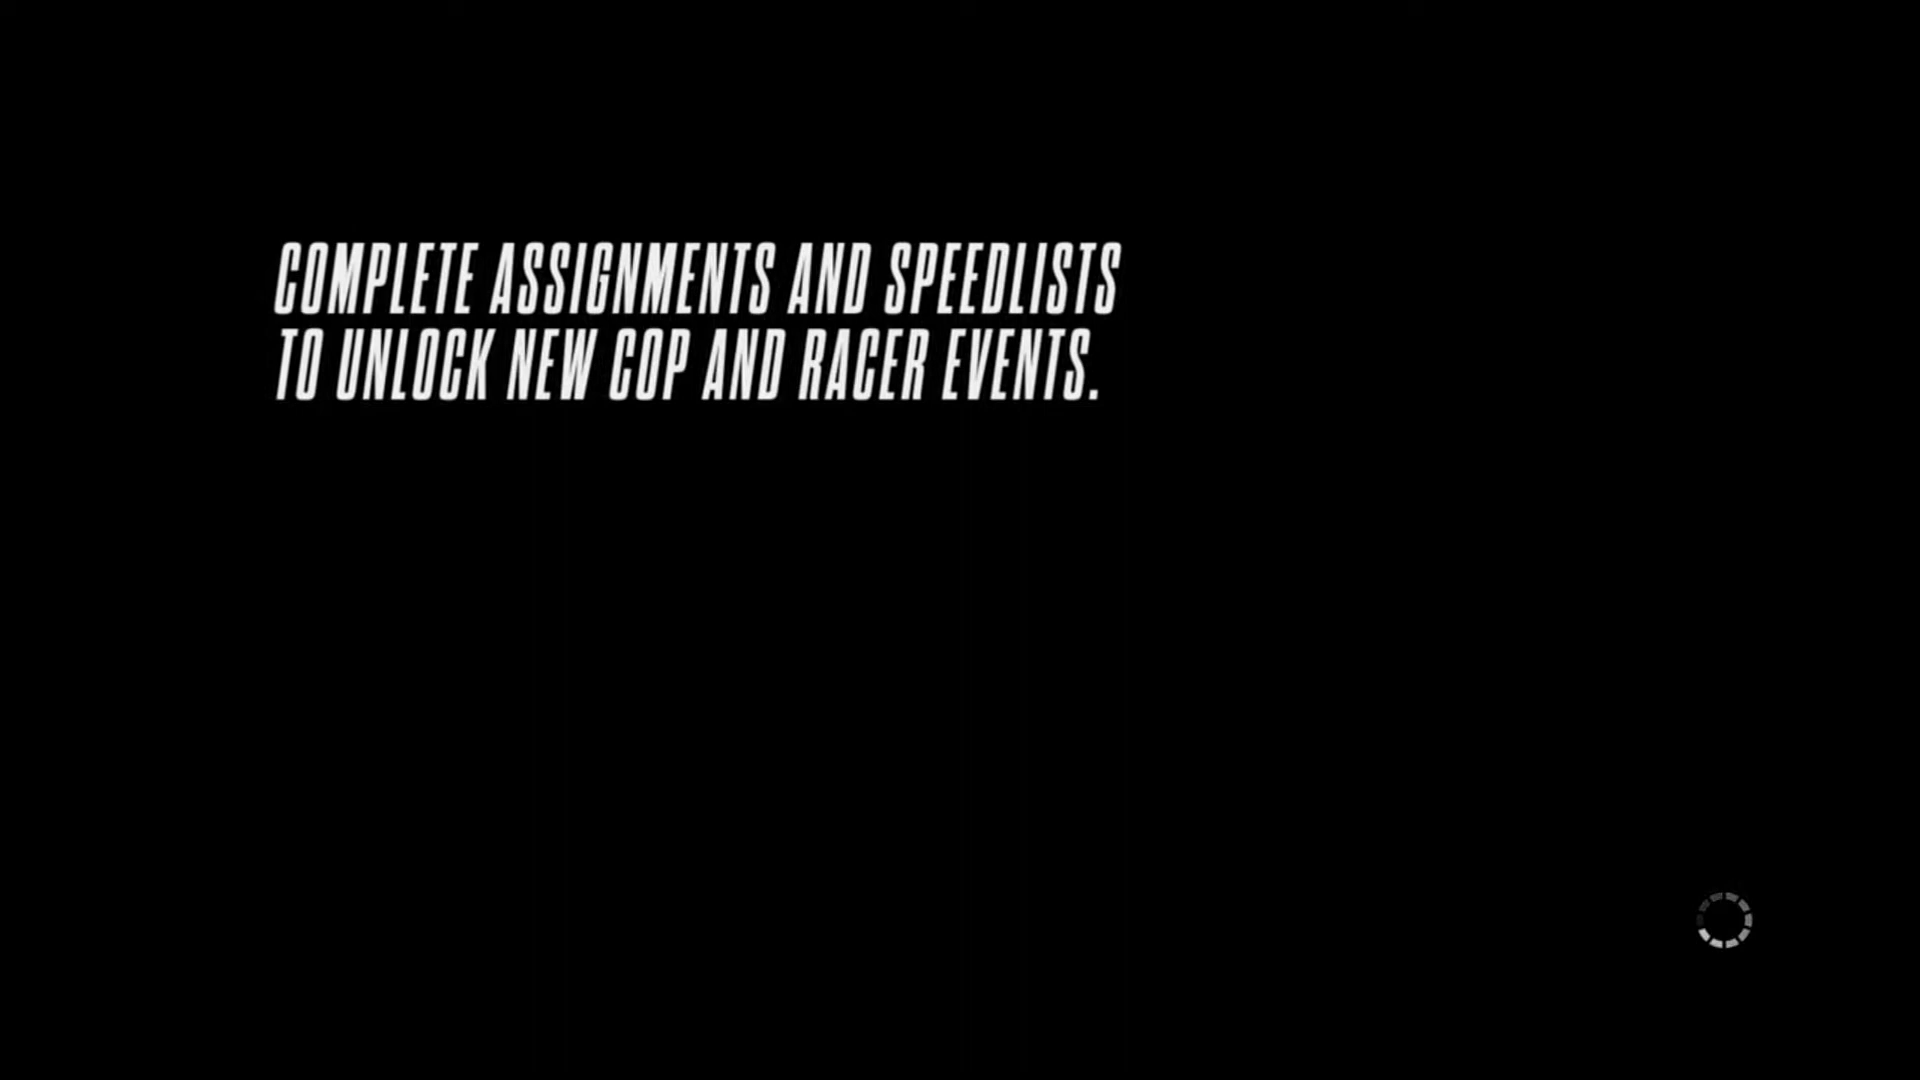 COMPLETE ASSIGNMENTS AND SPEEDLISTS
TO UNLOCK NEW COP AND RACER EVENTS.